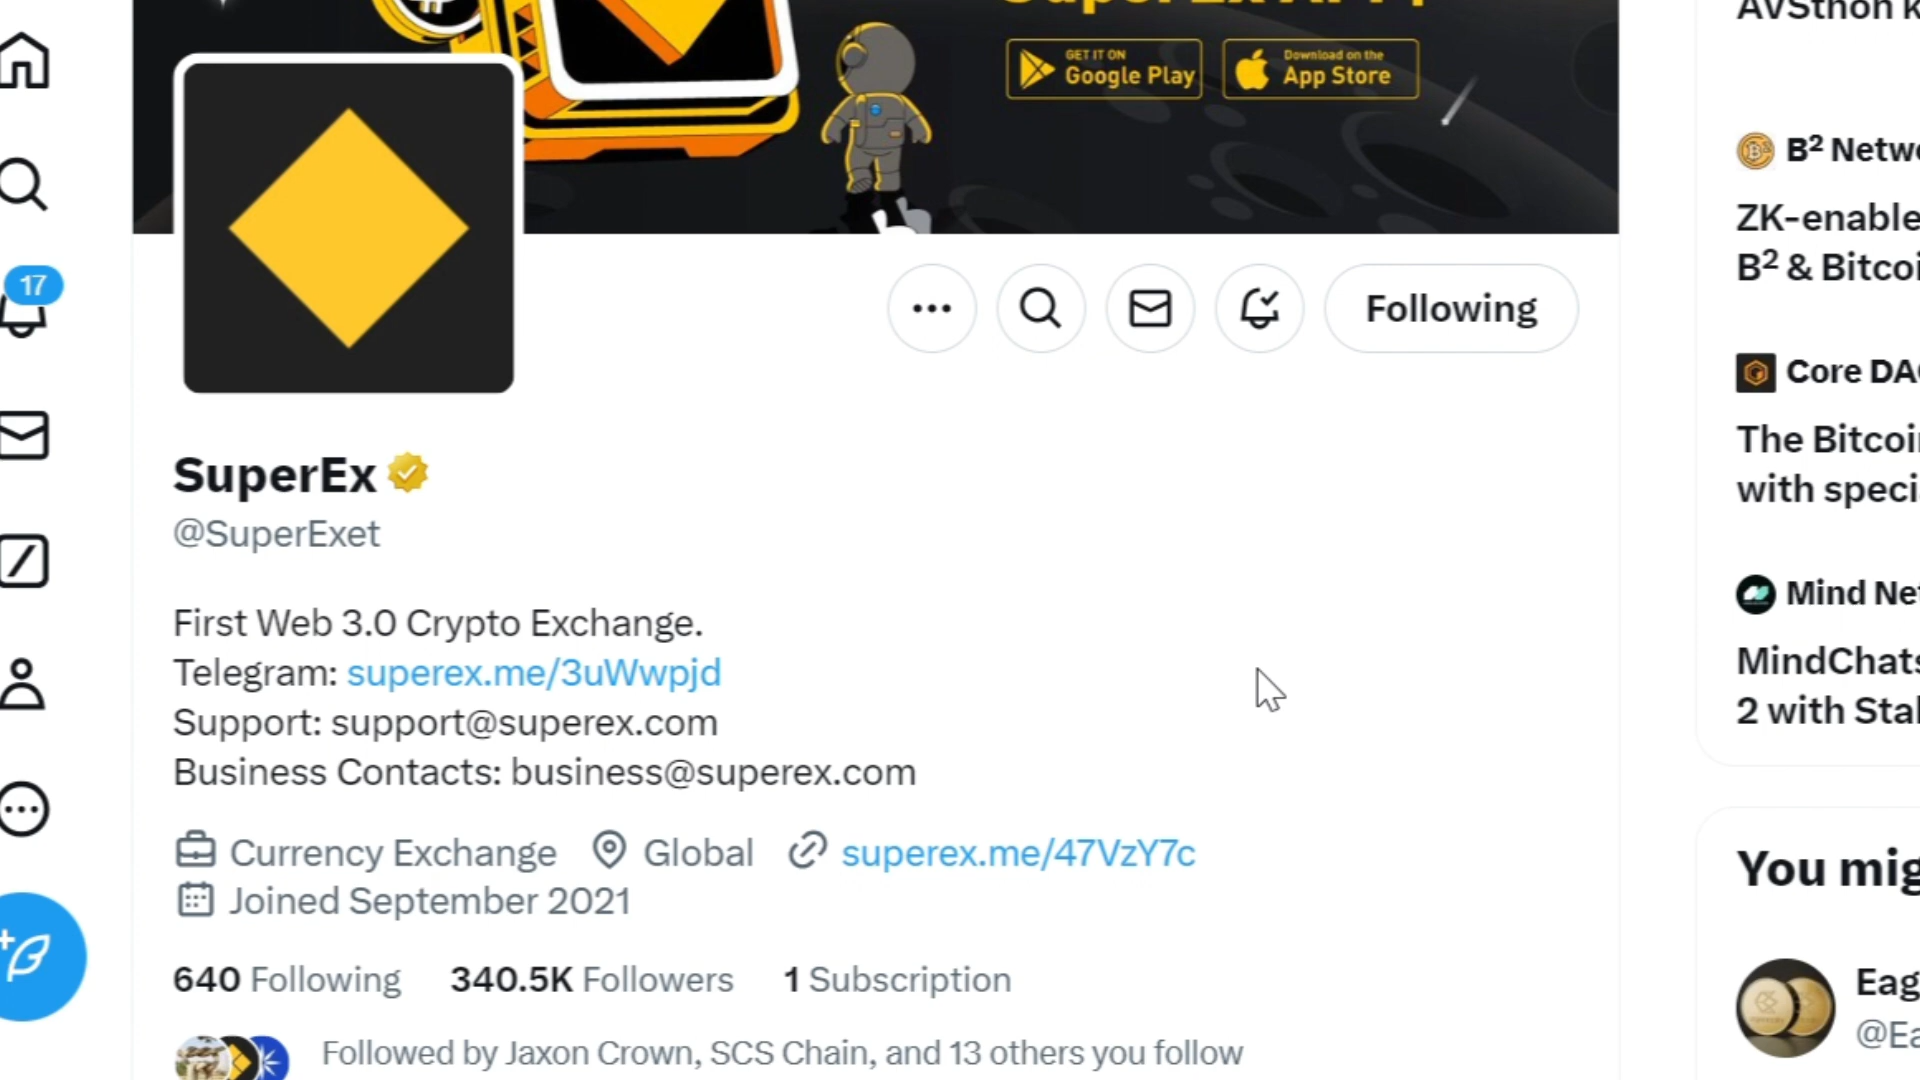 GET IT ON
Google Play
Download on the
App Store
17
Following
SuperEx
@SuperExet
First Web 3.0 Crypto Exchange.
Telegram: superex.me/3uWwpjd
Support: support@superex.com
Business Contacts: business@superex.com
Currency Exchange Global superex.me/47VzY7c
Joined September 2021
640 Following 340.5K Followers 1 Subscription
Followed by Jaxon Crown, SCS Chain, and 13 others you follow
B² Netw
ZK-enable
B² & Bitcoi
Core DA
The Bitcoi
with speci
Mind Ne
MindChats
2 with Stal
You mig
Eag
@Ea